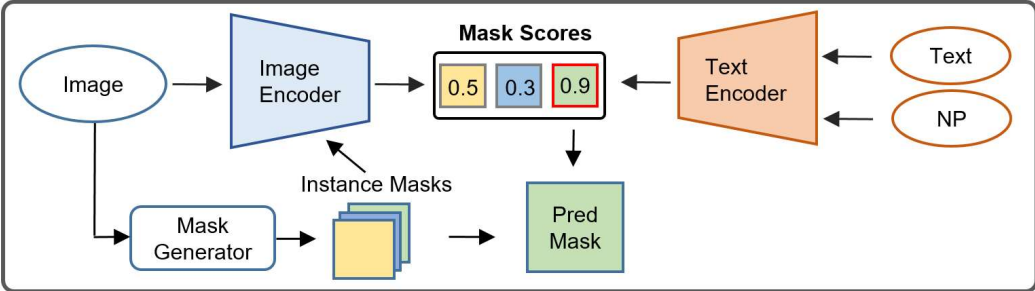 Mask Scores
Image
Image
Encoder
0.5 0.3 0.9
Text
Encoder
Text
NP
Instance Masks
Mask
Generator
Pred
Mask